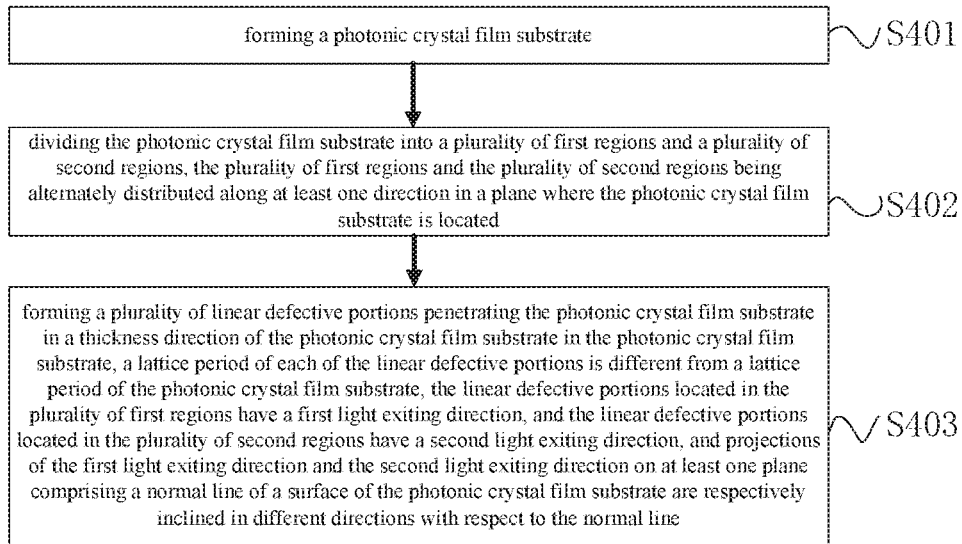 forming a photonic crystal film substrate
S401
dividing the photonic crystal film substrate into a plurality of first regions and a plurality of
second regions, the plurality of first regions and the plurality of second regions being
alternately distributed along at least one direction in a plane where the photonic crystal film
substrate is located
S402
forming a plurality of linear defective portions penetrating the photonic crystal film substrate
in a thickness direction of the photonic crystal film substrate in the photonic crystal film
substrate, a lattice period of each of the linear defective portions is different from a lattice
period of the photonic crystal film substrate, the linear defective portions located in the
plurality of first regions have a first light exiting direction, and the linear defective portions
located in the plurality of second regions have a second light exiting direction, and projections
of the first light exiting direction and the second light exiting direction on at least one plane
comprising a normal line of a surface of the photonic crystal film substrate are respectively
inclined in different directions with respect to the normal line
S403